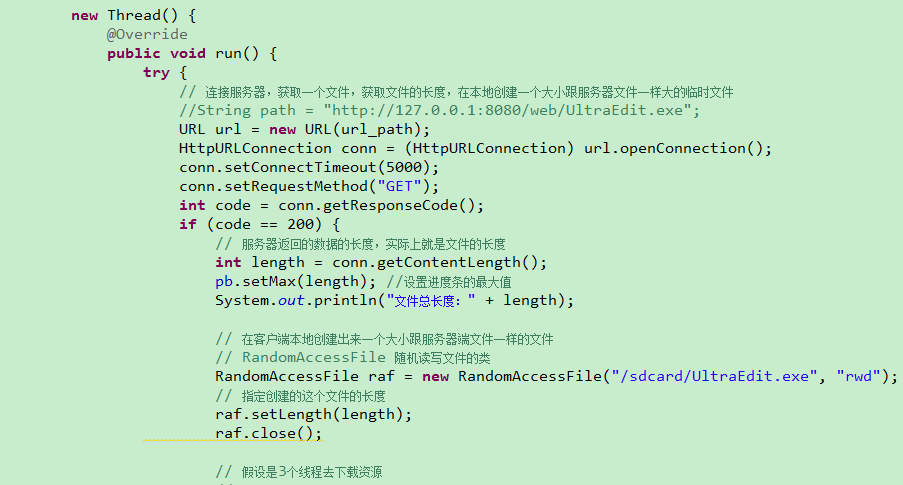 new Thread() {
@Override
public void run() {
try {
// 连接服务器，获取一个文件，获取文件的长度，在本地创建一个大小跟服务器文件一样大的临时文件
//String path = "http://127.0.0.1:8080/web/UltraEdit.exe";
URL url = new URL(url_path);
HttpURLConnection conn = (HttpURLConnection) url.openConnection();
conn.setConnectTimeout(5000);
conn.setRequestMethod("GET");
int code = conn.getResponseCode();
if (code == 200) {
// 服务器返回的数据的长度，实际上就是文件的长度
int length = conn.getContentLength();
pb.setMax(length); //设置进度条的最大值
System.out.println("文件总长度：" + length);
// 在客户端本地创建出来一个大小跟服务器端文件一样的文件
// RandomAccessFile 随机读写文件的类
RandomAccessFile raf = new RandomAccessFile("/sdcard/UltraEdit.exe", "rwd");
// 指定创建的这个文件的长度
raf.setLength(length);
raf.close();
// 假设是3个线程去下载资源